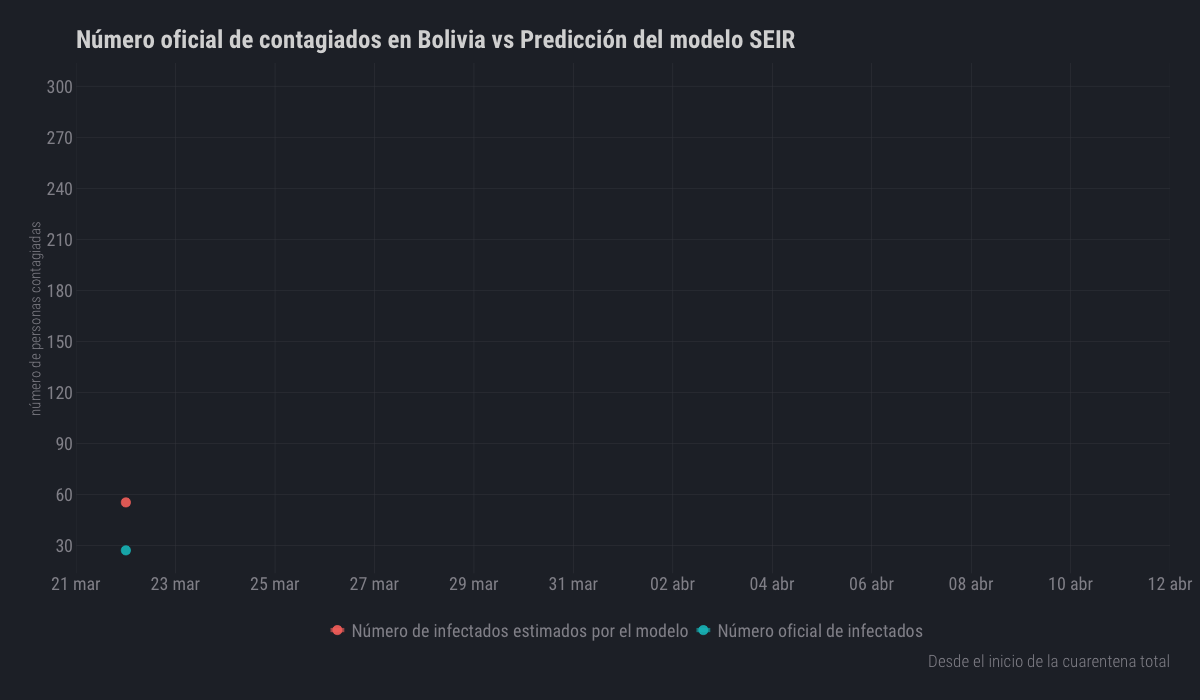 Número oficial de contagiados en Bolivia vs Predicción del modelo SEIR
número de personas contagiadas
300
270
240
210
180
150
120
90
60
30
21 mar 23 mar 25 mar 27 mar 29 mar 31 mar 02 abr 04 abr 06 abr 08 abr 10 abr 12 abr
Número de infectados estimados por el modelo Número oficial de infectados
Desde el inicio de la cuarentena total